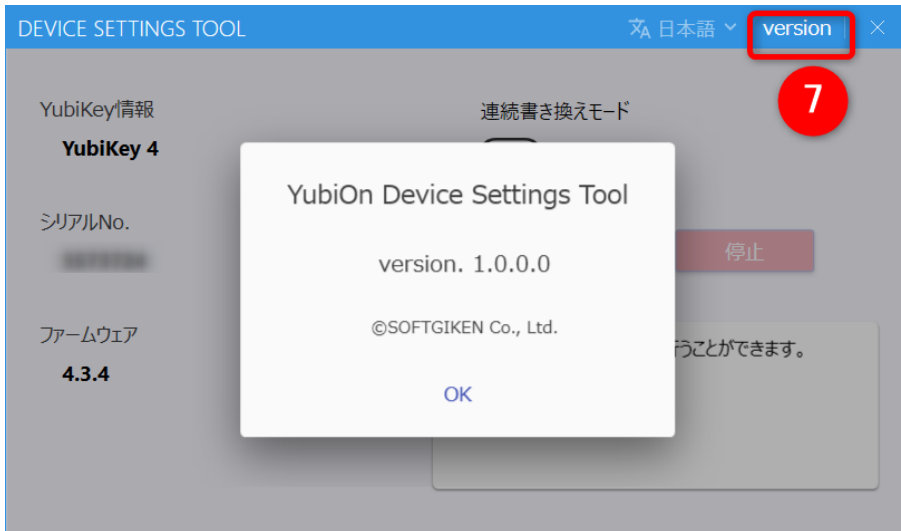 DEVICE SETTINGS TOOL
日本語
version
7
YubiKey情報
YubiKey 4
連続書き換えモード
シリアルNo.
停止
ファームウェア
4.3.4
YubiOn Device Settings Tool
version. 1.0.0.0
©SOFTGIKEN Co., Ltd.
OK
うことができます。